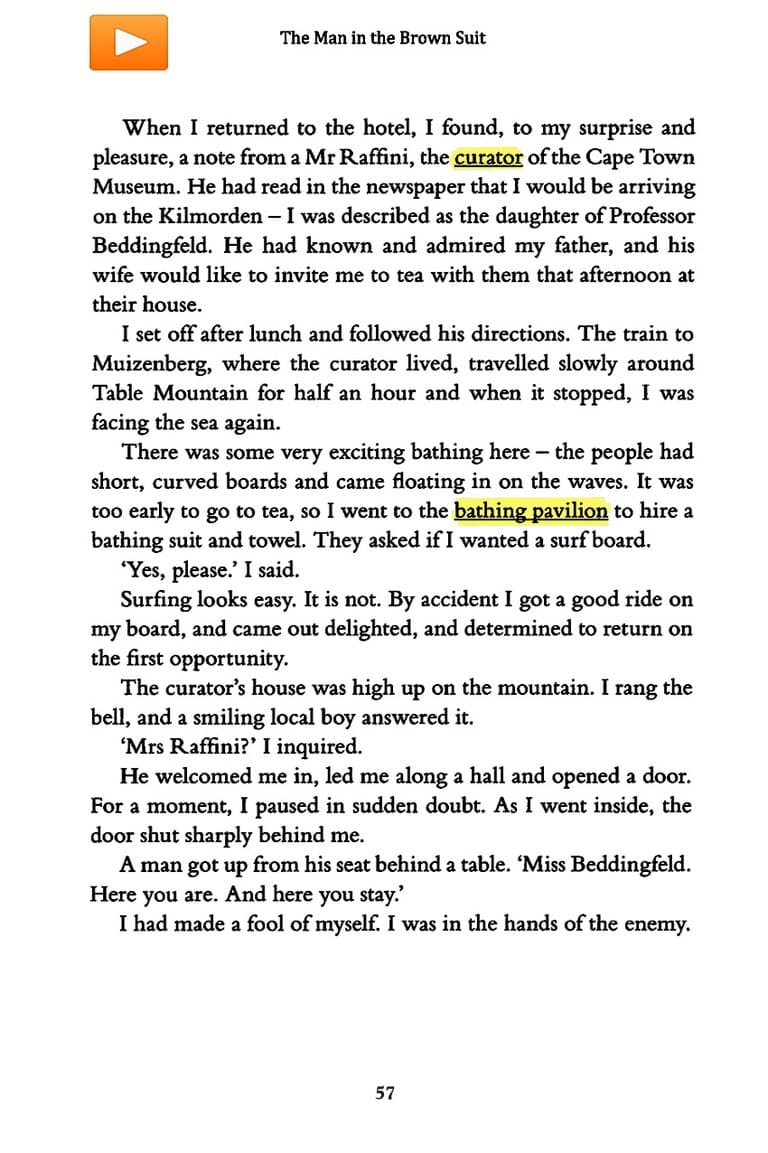 The Man in the Brown Suit
When I returned to the hotel, I found, to my surprise and
pleasure, a note from a Mr Raffini, the curator of the Cape Town
Museum. He had read in the newspaper that I would be arriving
on the Kilmorden – I was described as the daughter of Professor
Beddingfeld. He had known and admired my father, and his
wife would like to invite me to tea with them that afternoon at
their house.
I set off after lunch and followed his directions. The train to
Muizenberg, where the curator lived, travelled slowly around
Table Mountain for half an hour and when it stopped, I was
facing the sea again.
There was some very exciting bathing here – the people had
short, curved boards and came floating in on the waves. It was
too early to go to tea, so I went to the bathing pavilion to hire a
bathing suit and towel. They asked if I wanted a surf board.
‘Yes, please.’ I said.
Surfing looks easy. It is not. By accident I got a good ride on
my board, and came out delighted, and determined to return on
the first opportunity.
The curator’s house was high up on the mountain. I rang the
bell, and a smiling local boy answered it.
‘Mrs Raffini?’ I inquired.
He welcomed me in, led me along a hall and opened a door.
For a moment, I paused in sudden doubt. As I went inside, the
door shut sharply behind me.
A man got up from his seat behind a table. ‘Miss Beddingfeld.
Here you are. And here you stay.’
I had made a fool of myself. I was in the hands of the enemy.
57